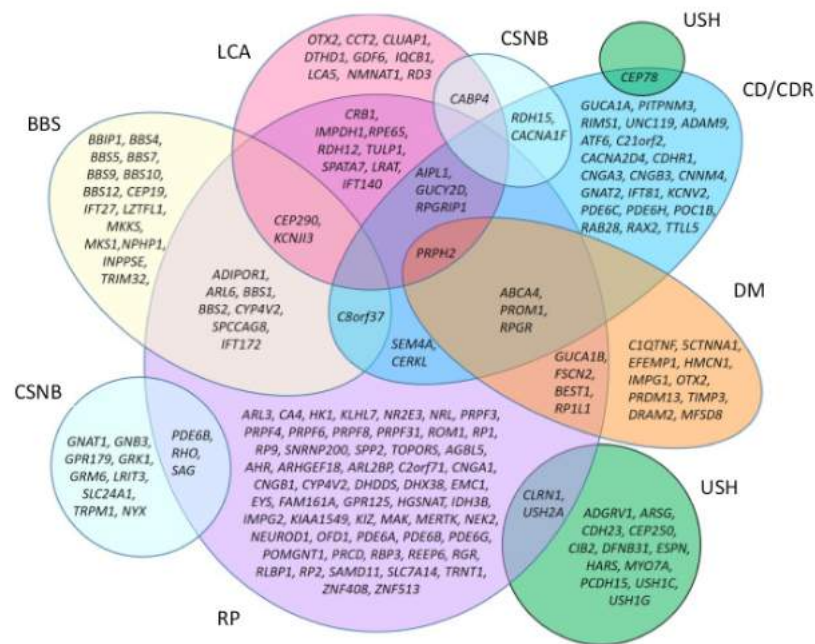 USH
LCA
CSNB
OTX2, CCT2, CLUAP1,
DTHD1, GDF6, IQCB1,
LCA5, NMNAT1, RD3
CEP78
CD/CDR
CABP4
RDH15,
CACNA1F
GUCA1A, PITPNM3,
RIMS1, UNC119, ADAM9,
ATF6, C21orf2,
CACNA2D4, CDHR1,
CNGA3, CNGB3, CNNM4,
GNAT2, IFT81, KCNV2,
PDE6C, PDE6H, POC1B,
RAB28, RAX2, TTLL5
BBS
BBIP1, BBS4,
BBS5, BBS7,
BBS9, BBS10,
BBS12, CEP19,
IFT27, LZTFL1,
MKKS,
MKS1,NPHP1,
INPPSE,
TRIM32,
CRB1,
IMPDH1,RPE65,
RDH12, TULP1,
SPATA7, LRAT,
IFT140
AIPL1,
GUCY2D,
RPGRIP1
CEP290,
KCNJI3
PRPH2
ADIPOR1,
ARL6, BBS1,
BBS2, CYP4V2,
SPCCAG8,
IFT172
C8orf37
SEM4A,
CERKL
ABCA4,
PROM1,
RPGR
DM
GUCA1B,
FSCN2,
BEST1,
RP1L1
C1QTNF, 5CTNNA1,
EFEMP1, HMCN1,
IMPG1, OTX2,
PRDM13, TIMP3,
DRAM2, MFSD8
CSNB
GNAT1, GNB3,
GPR179, GRK1,
GRM6, LRIT3,
SLC24A1,
TRPM1, NYX
PDE6B,
RHO,
SAG
ARL3, CA4, HK1, KLHL7, NR2E3, NRL, PRPF3,
PRPF4, PRPF6, PRPF8, PRPF31, ROM1, RP1,
RP9, SNRNP200, SPP2, TOPORS, AGBL5,
AHR, ARHGEF18, ARL2BP, C2orf71, CNGA1,
CNGB1, CYP4V2, DHDDS, DHX38, EMC1,
EYS, FAM161A, GPR125, HGSNAT, IDH3B,
IMPG2, KIAA1549, KIZ, MAK, MERTK, NEK2,
NEUROD1, OFD1, PDE6A, PDE6B, PDE6G,
POMGNT1, PRCD, RBP3, REEP6, RGR,
RLBP1, RP2, SAMD11, SLC7A14, TRNT1,
ZNF408, ZNF513
CLRN1,
USH2A
USH
ADGRV1, ARSG,
CDH23, CEP250,
CIB2, DFNB31, ESPN,
HARS, MYO7A,
PCDH15, USH1C,
USH1G
RP